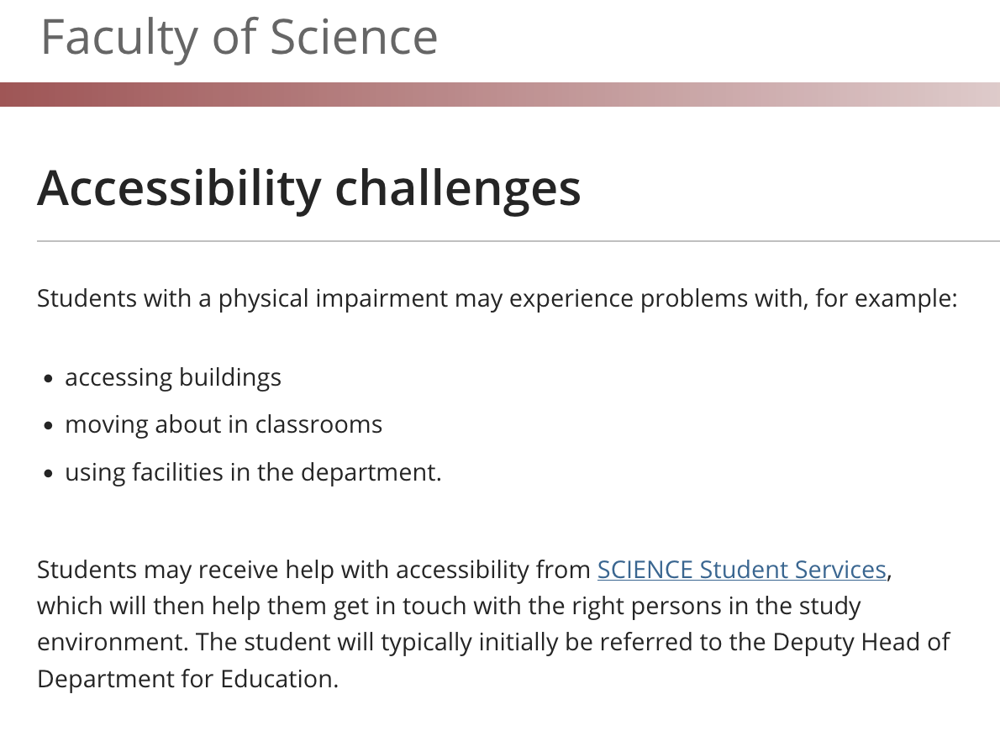 Faculty of Science
Accessibility challenges
Students with a physical impairment may experience problems with, for example:
• accessing buildings
• moving about in classrooms
• using facilities in the department.
Students may receive help with accessibility from SCIENCE Student Services,
which will then help them get in touch with the right persons in the study
environment. The student will typically initially be referred to the Deputy Head of
Department for Education.